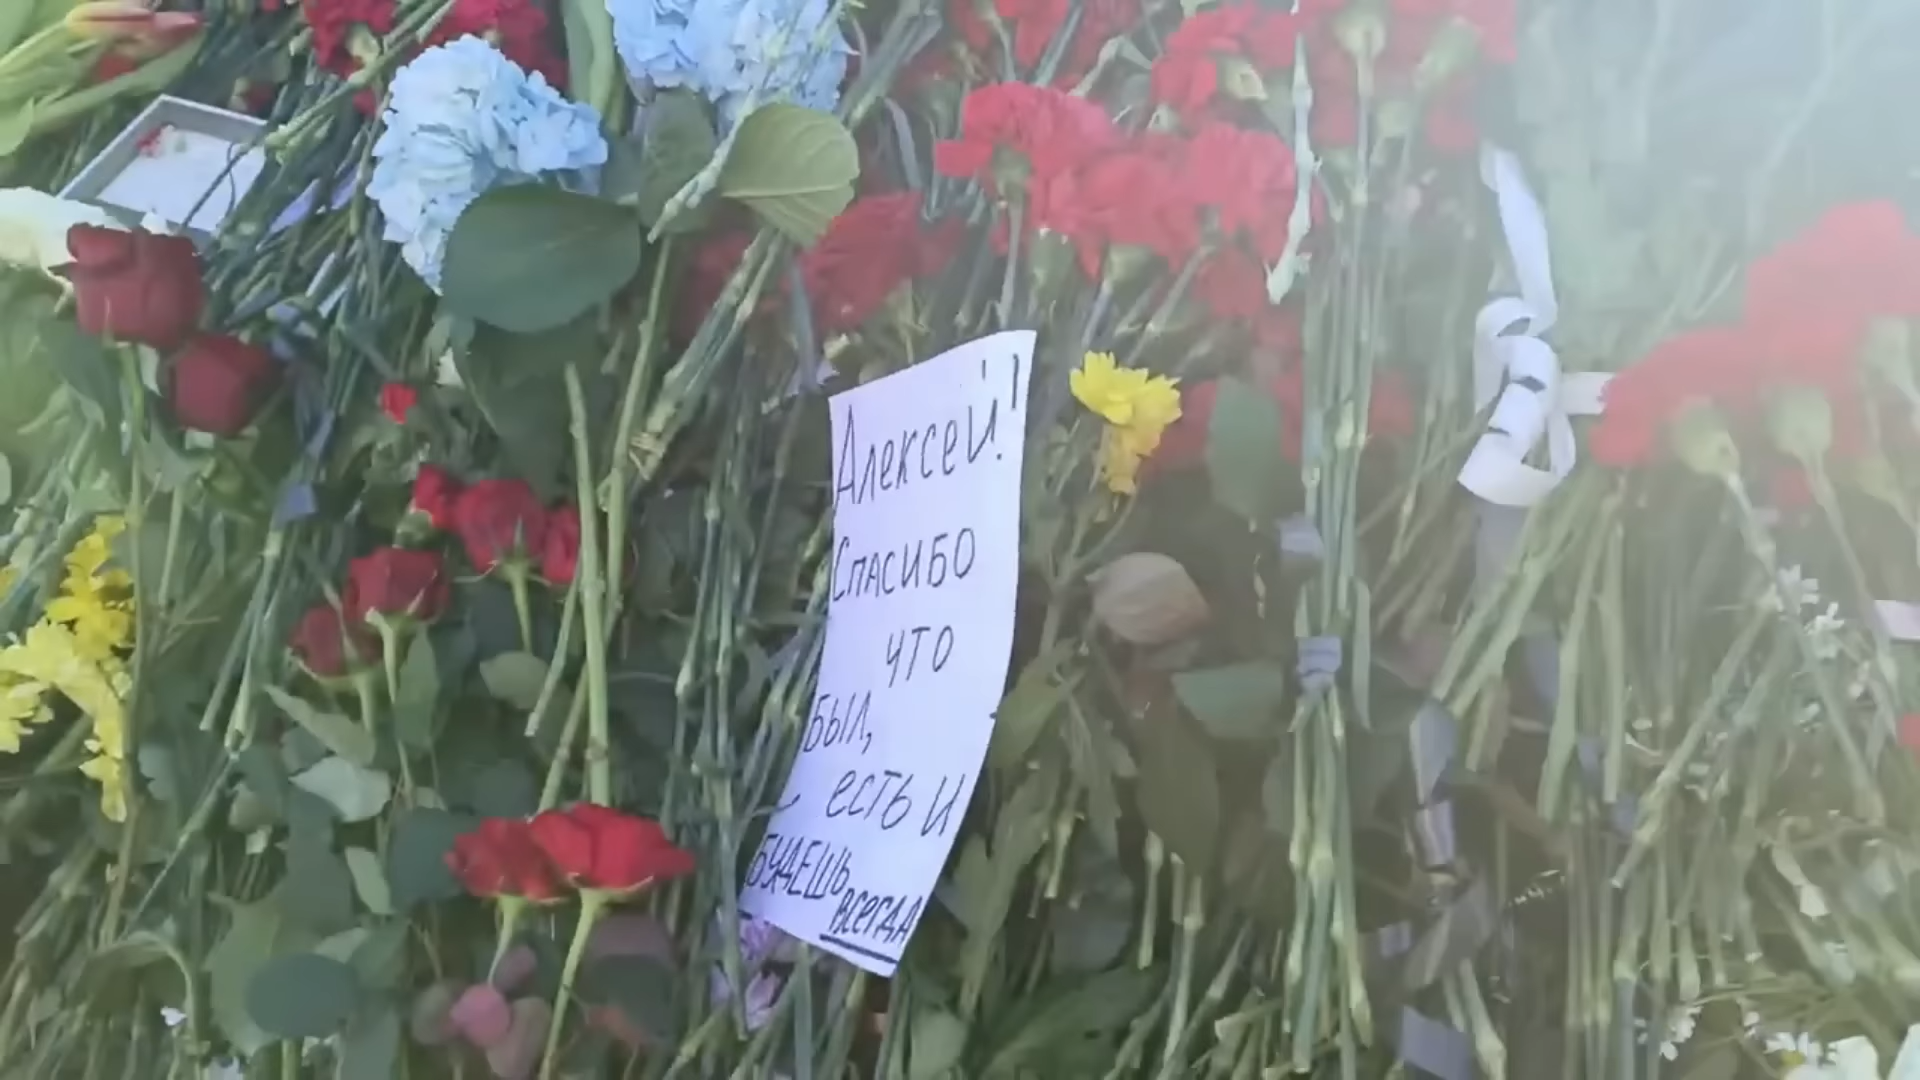 Алексей!
Спасибо
что
был,
есть и
будешь
всегда